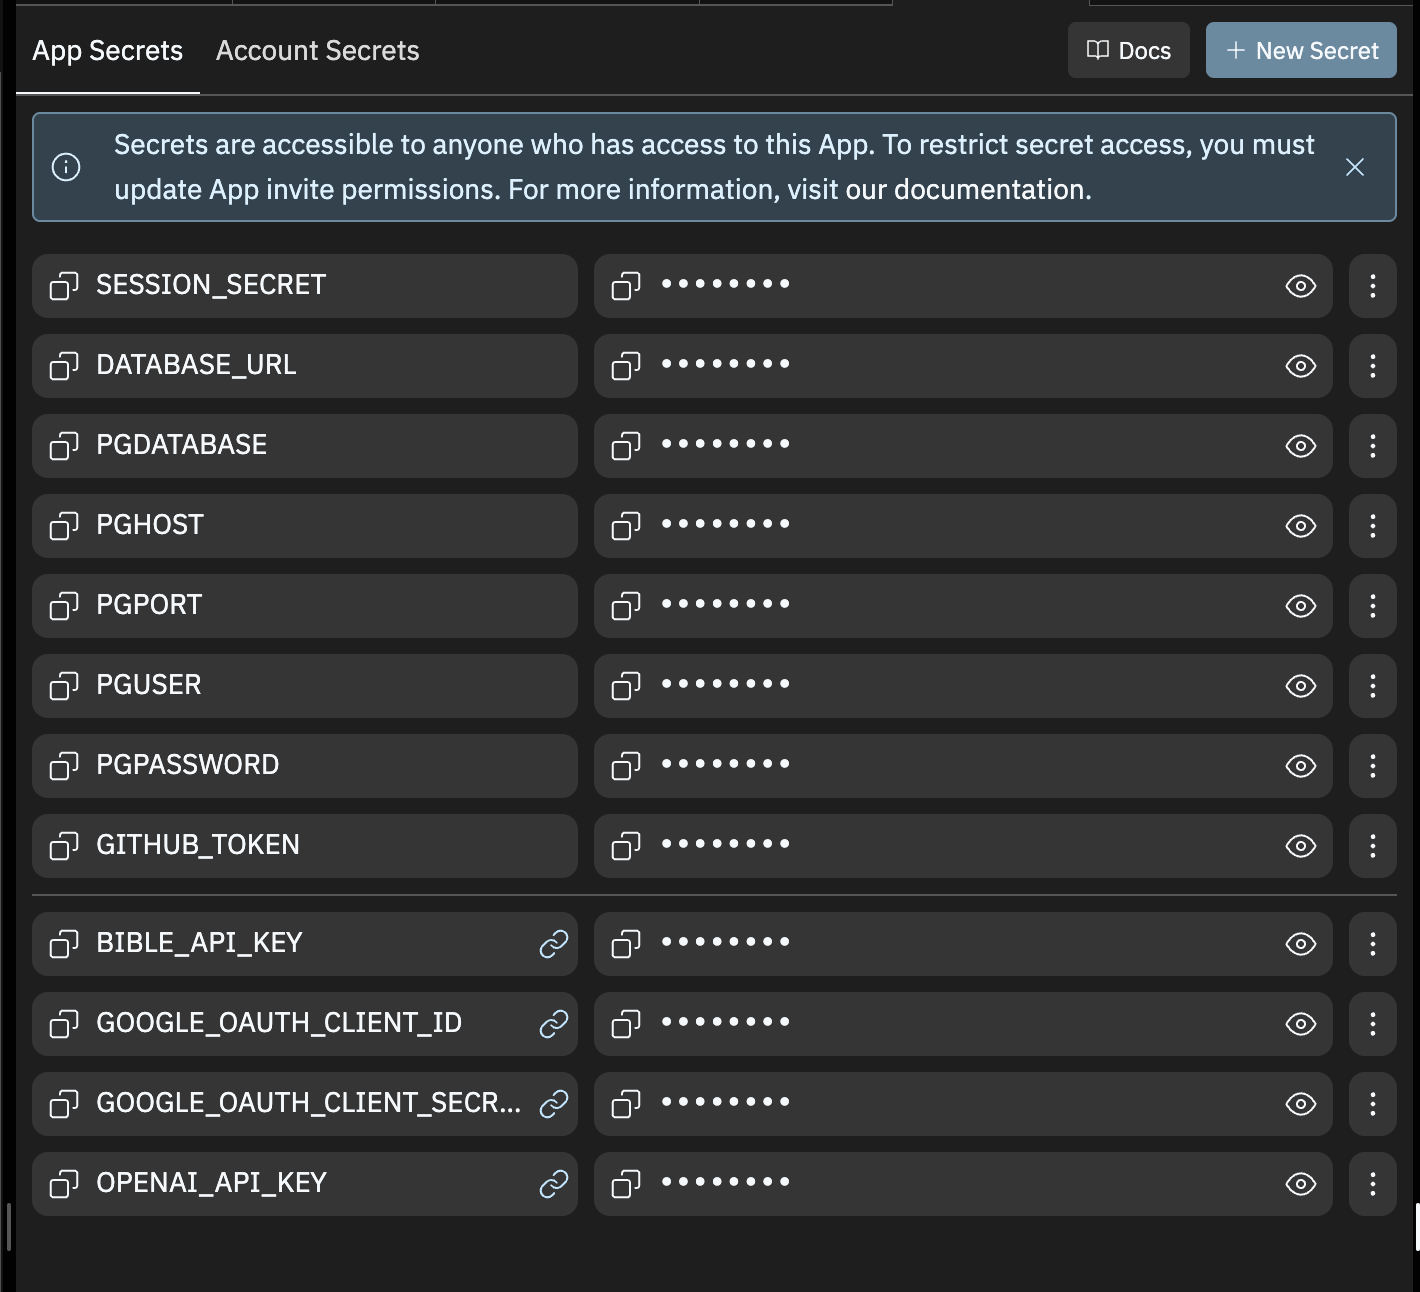 App Secrets
Account Secrets
Docs
New Secret
Secrets are accessible to anyone who has access to this App. To restrict secret access, you must
update App invite permissions. For more information, visit our documentation.
SESSION_SECRET ••••••••
DATABASE_URL ••••••••
PGDATABASE ••••••••
PGHOST ••••••••
PGPORT ••••••••
PGUSER ••••••••
PGPASSWORD ••••••••
GITHUB_TOKEN ••••••••
BIBLE_API_KEY ••••••••
GOOGLE_OAUTH_CLIENT_ID ••••••••
GOOGLE_OAUTH_CLIENT_SECR... ••••••••
OPENAI_API_KEY ••••••••